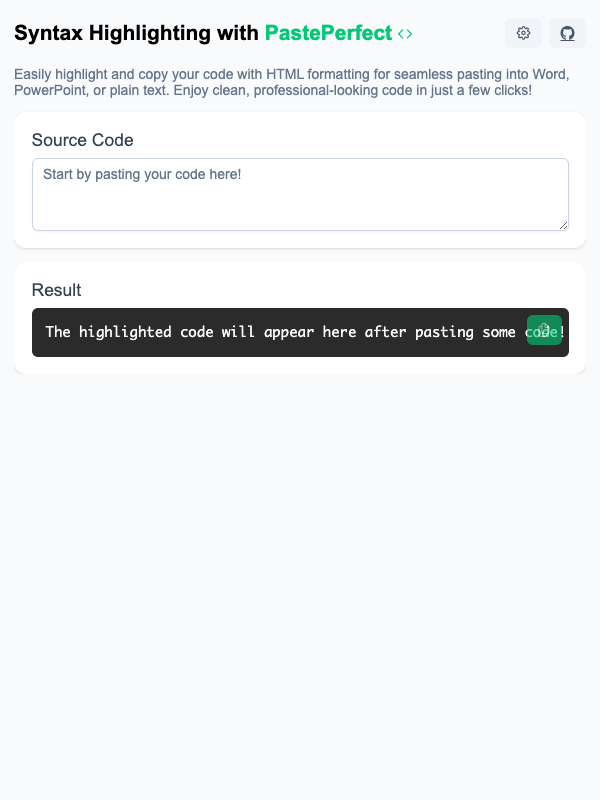 Syntax Highlighting with PastePerfect <>
Easily highlight and copy your code with HTML formatting for seamless pasting into Word,
PowerPoint, or plain text. Enjoy clean, professional-looking code in just a few clicks!
Source Code
Start by pasting your code here!
Result
The highlighted code will appear here after pasting some code!